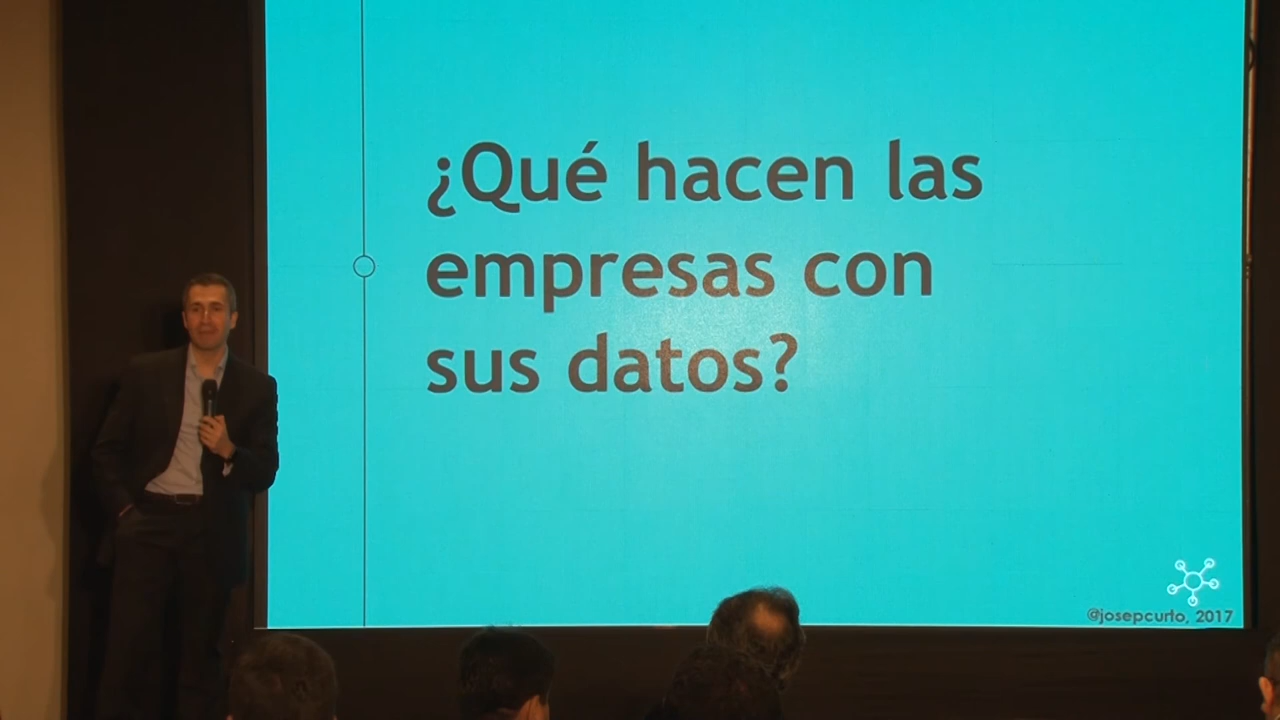 ¿Qué hacen las
empresas con
sus datos?
@josepcurto, 2017